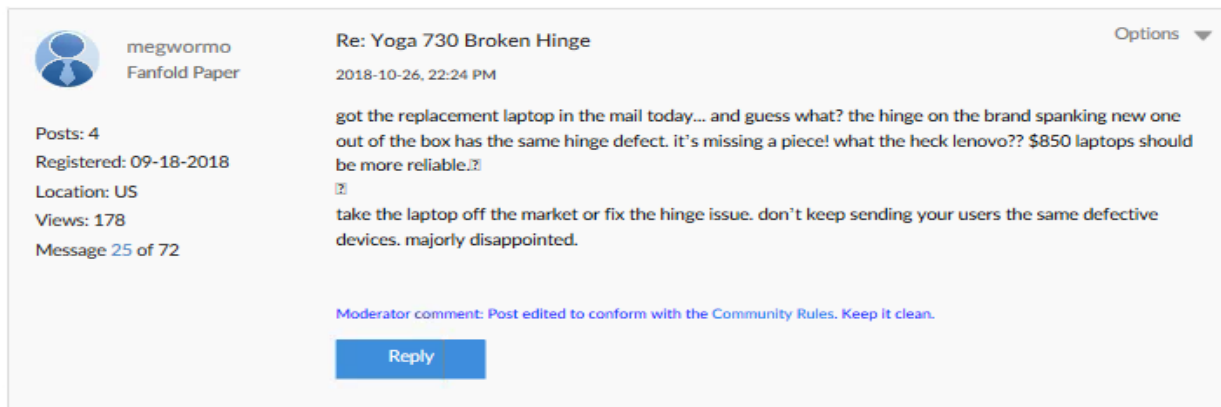 megwormo
Fanfold Paper
Posts: 4
Registered: 09-18-2018
Location: US
Views: 178
Message 25 of 72
Re: Yoga 730 Broken Hinge
Options
2018-10-26, 22:24 PM
got the replacement laptop in the mail today... and guess what? the hinge on the brand spanking new one
out of the box has the same hinge defect. it's missing a piece! what the heck lenovo?? $850 laptops should
be more reliable.⍰
⍰
take the laptop off the market or fix the hinge issue. don't keep sending your users the same defective
devices. majorly disappointed.
Moderator comment: Post edited to conform with the Community Rules. Keep it clean.
Reply